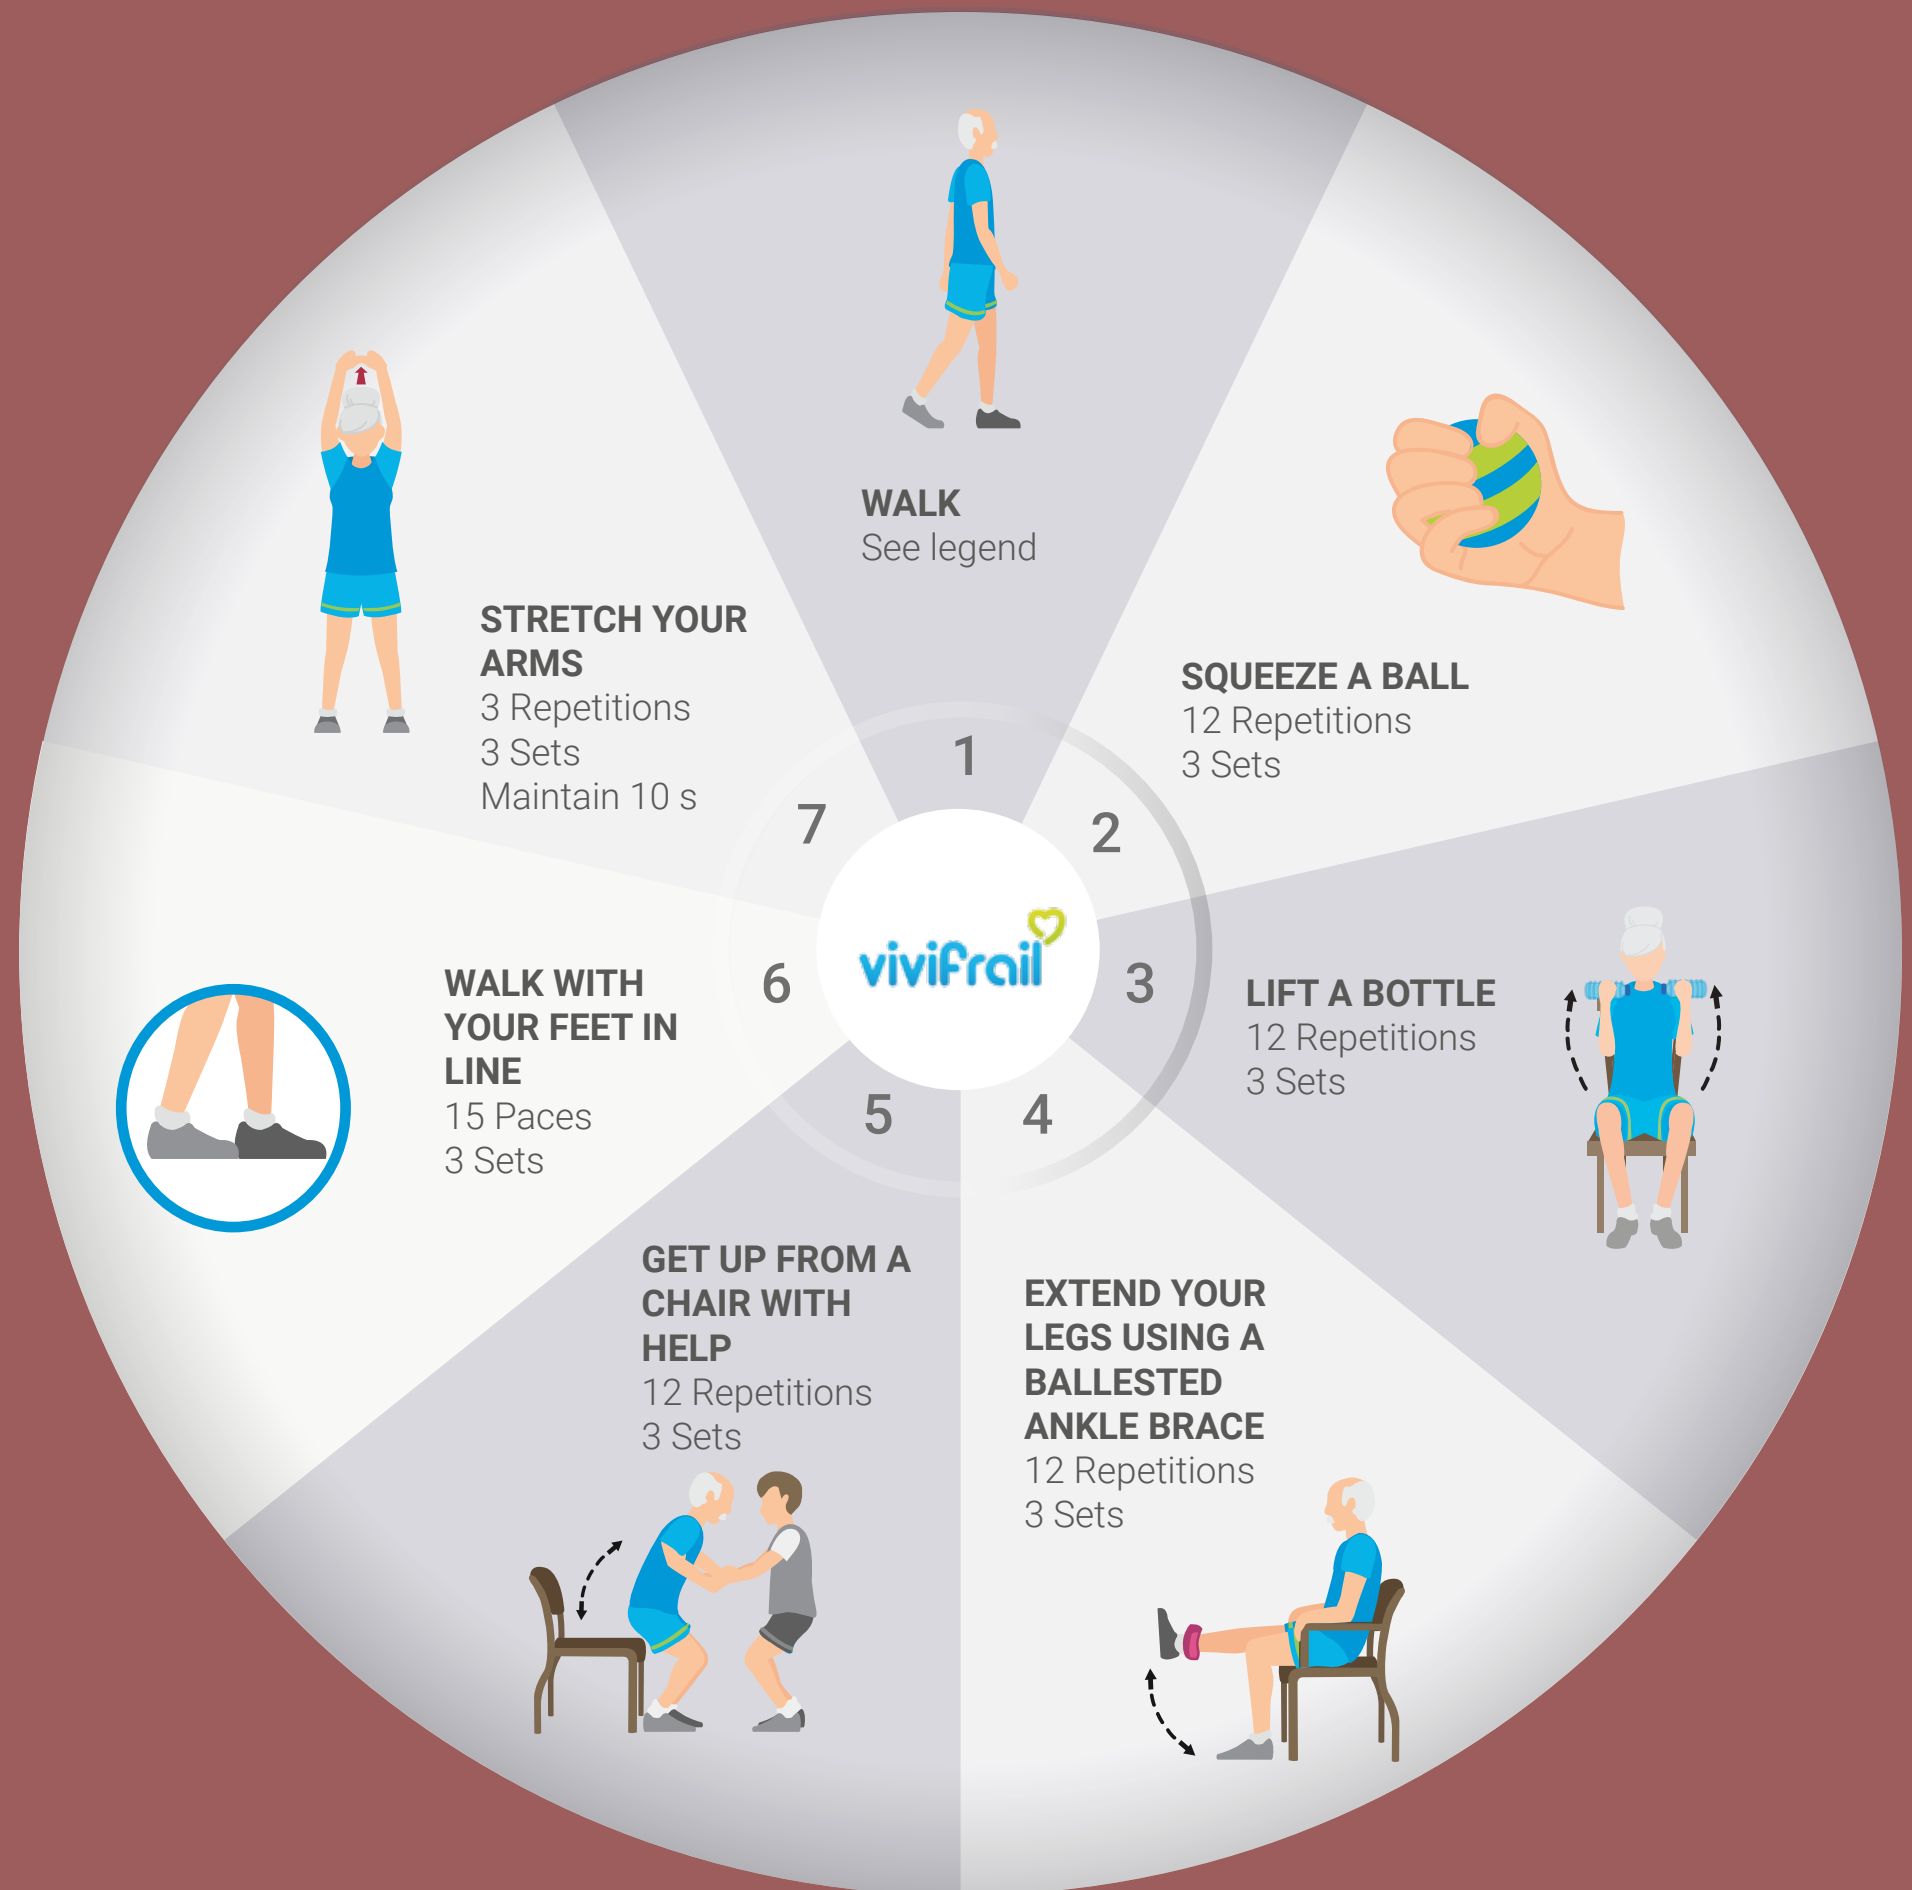 WALK
See legend
1
SQUEEZE A BALL
12 Repetitions
3 Sets
2
LIFT A BOTTLE
12 Repetitions
3 Sets
3
EXTEND YOUR
LEGS USING A
BALLESTED
ANKLE BRACE
12 Repetitions
3 Sets
4
GET UP FROM A
CHAIR WITH
HELP
12 Repetitions
3 Sets
5
WALK WITH
YOUR FEET IN
LINE
15 Paces
3 Sets
6
STRETCH YOUR
ARMS
3 Repetitions
3 Sets
Maintain 10 s
7
vivifrail